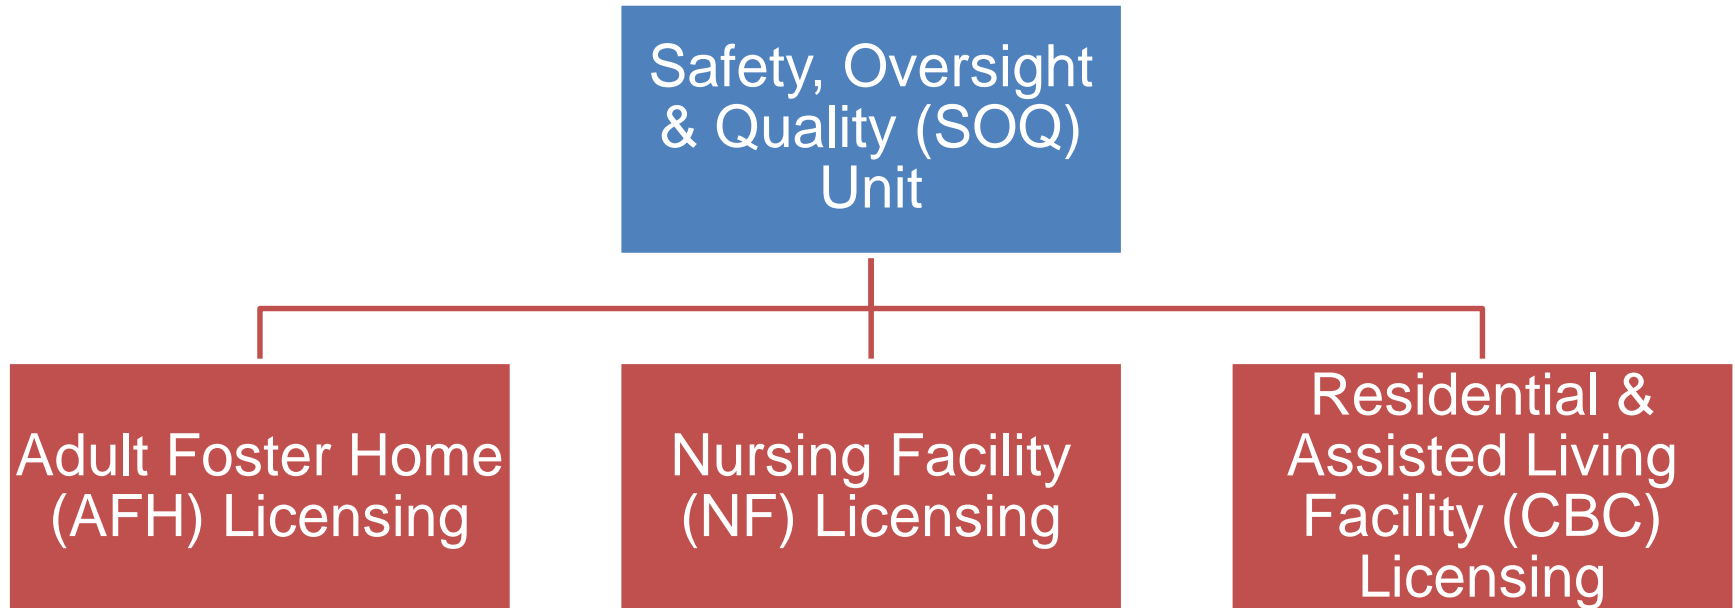 Safety, Oversight
& Quality (SOQ)
Unit
Adult Foster Home
(AFH) Licensing
Nursing Facility
(NF) Licensing
Residential &
Assisted Living
Facility (CBC)
Licensing